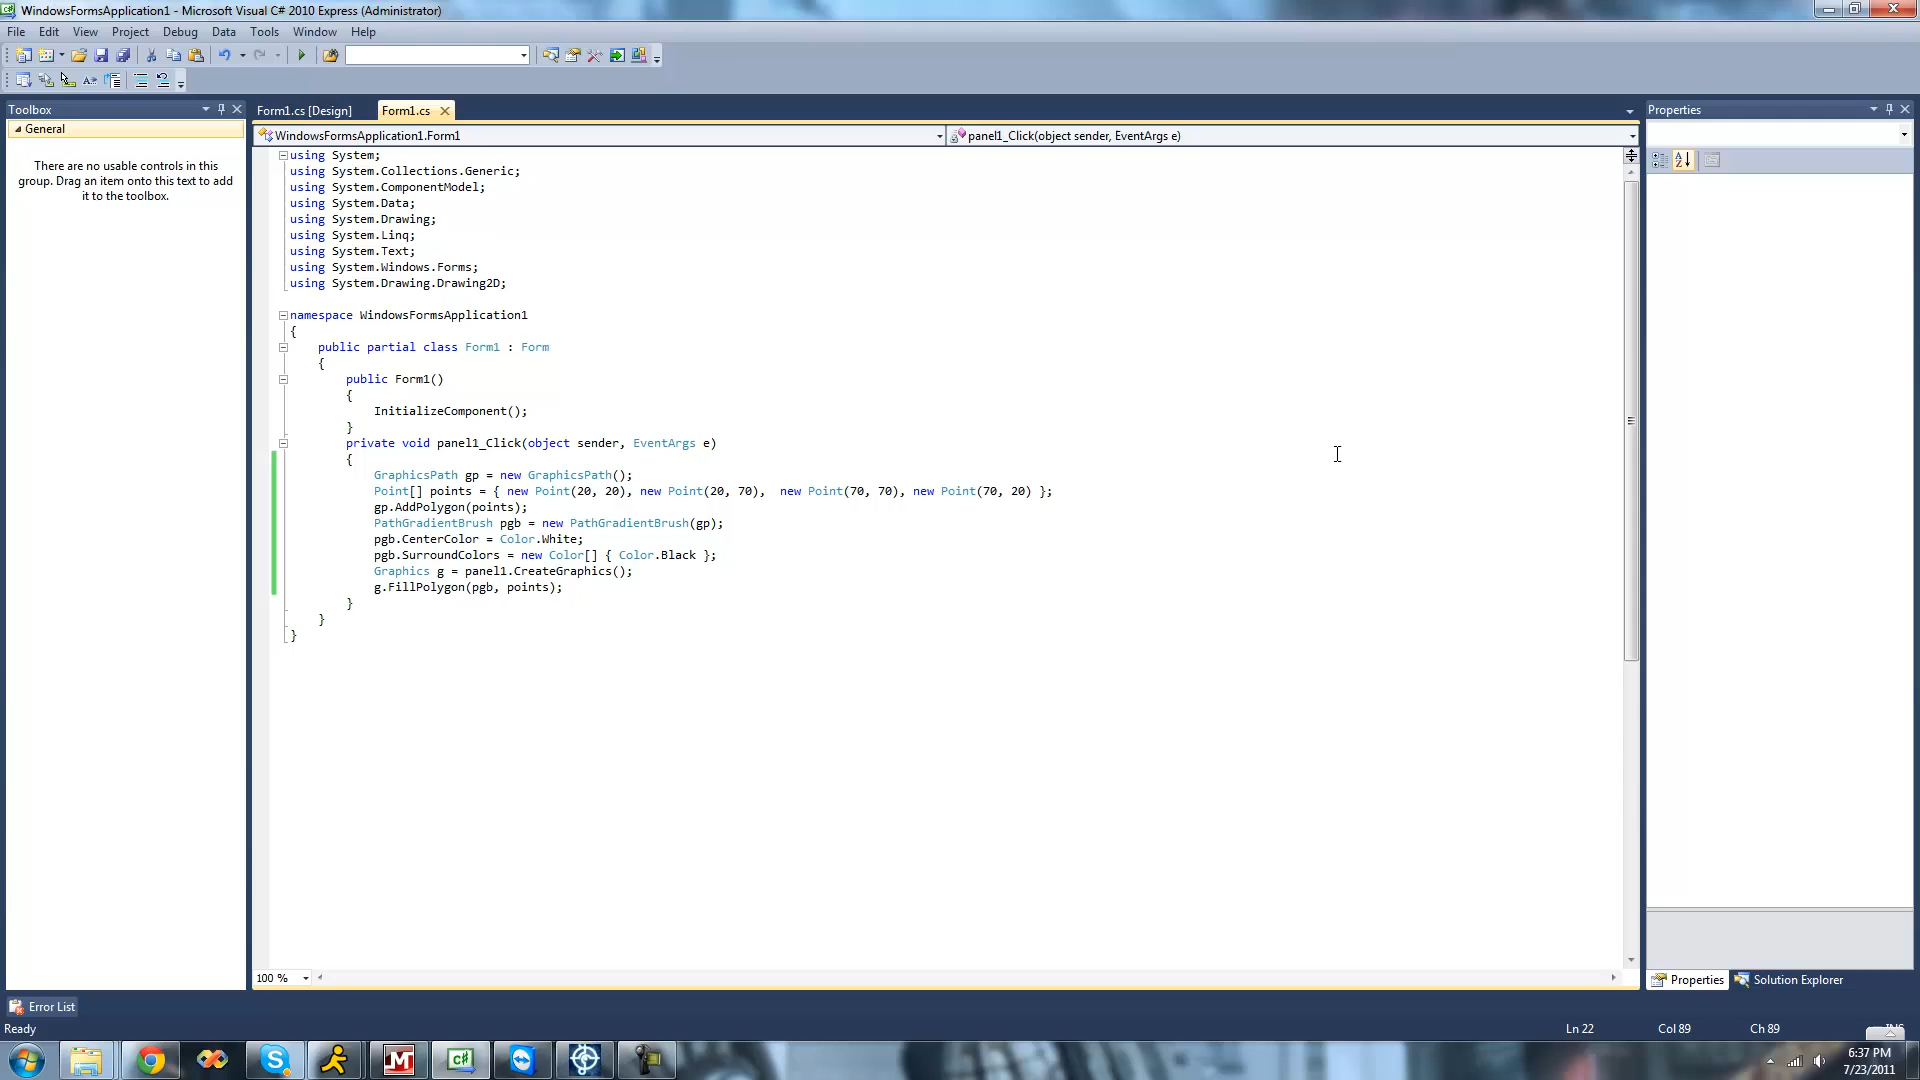 WindowsFormsApplication1 - Microsoft Visual C# 2010 Express (Administrator)
File Edit View Project Debug Data Tools Window Help
Toolbox
General
There are no usable controls in this
group. Drag an item onto this text to add
it to the toolbox.
Form1.cs [Design] Form1.cs
WindowsFormsApplication1.Form1 panel1_Click(object sender, EventArgs e)
using System;
using System.Collections.Generic;
using System.ComponentModel;
using System.Data;
using System.Drawing;
using System.Linq;
using System.Text;
using System.Windows.Forms;
using System.Drawing.Drawing2D;
namespace WindowsFormsApplication1
{
public partial class Form1 : Form
{
public Form1()
{
InitializeComponent();
}
private void panel1_Click(object sender, EventArgs e)
{
GraphicsPath gp = new GraphicsPath();
Point[] points = { new Point(20, 20), new Point(20, 70),  new Point(70, 70), new Point(70, 20) };
gp.AddPolygon(points);
PathGradientBrush pgb = new PathGradientBrush(gp);
pgb.CenterColor = Color.White;
pgb.SurroundColors = new Color[] { Color.Black };
Graphics g = panel1.CreateGraphics();
g.FillPolygon(pgb, points);
}
}
}
100 %
Properties
Properties Solution Explorer
Error List
Ready Ln 22 Col 89 Ch 89
6:37 PM
7/23/2011